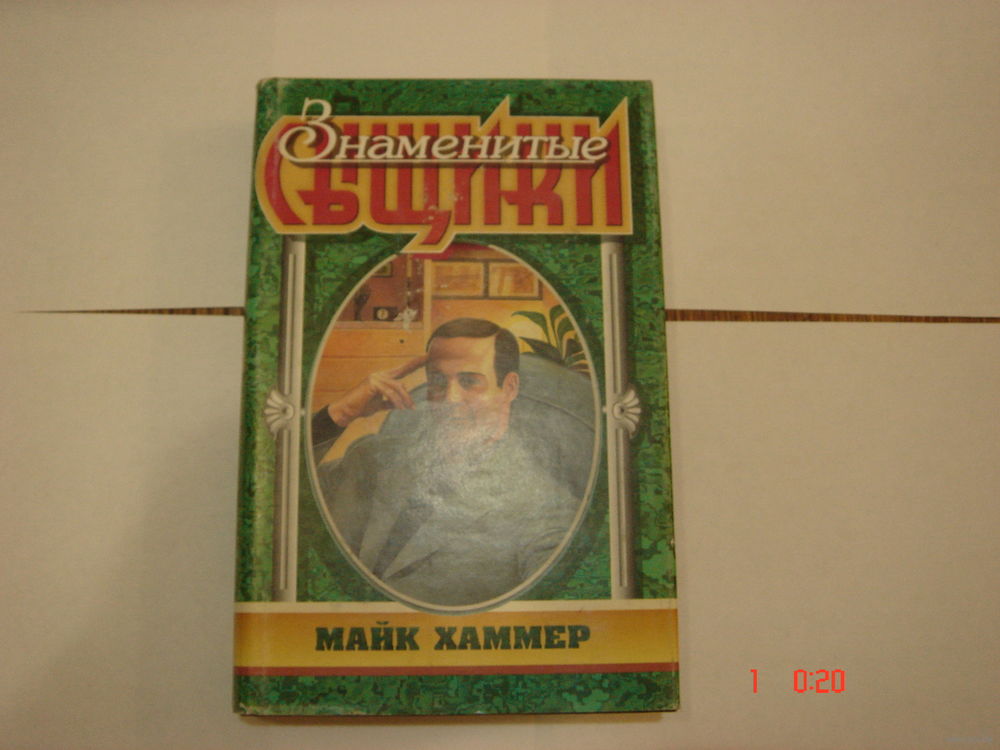 Знаменитые
сыщики
МАЙК ХАММЕР
1 0:20